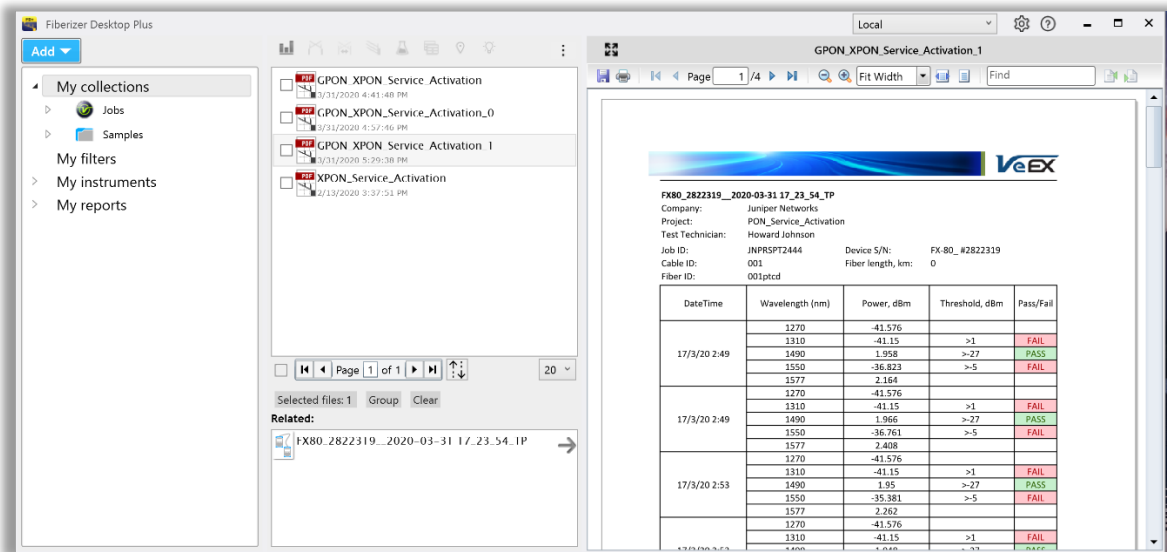 Fiberizer Desktop Plus
Local
Add
My collections
Jobs
Samples
My filters
My instruments
My reports
GPON_XPON_Service_Activation
3/31/2020 4:41:48 PM
GPON_XPON_Service_Activation_0
3/31/2020 4:57:46 PM
GPON_XPON_Service_Activation_1
3/31/2020 5:29:38 PM
XPON_Service_Activation
2/13/2020 3:37:51 PM
Page 1 of 1
20
Selected files: 1 Group Clear
Related:
FX80_2822319__2020-03-31 17_23_54_TP
GPON_XPON_Service_Activation_1
Page 1 /4 Fit Width Find
VeEX
FX80_2822319__2020-03-31 17_23_54_TP
Company: Juniper Networks
Project: PON_Service_Activation
Test Technician: Howard Johnson
Job ID: JNPRSPT2444 Device S/N: FX-80_ #2822319
Cable ID: 001 Fiber length, km: 0
Fiber ID: 001ptcd
DateTime Wavelength (nm) Power, dBm Threshold, dBm Pass/Fail
1270 -41.576
1310 -41.15 >1 FAIL
17/3/20 2:49 1490 1.958 >-27 PASS
1550 -36.823 >-5 FAIL
1577 2.164
1270 -41.576
1310 -41.15 >1 FAIL
17/3/20 2:49 1490 1.966 >-27 PASS
1550 -36.761 >-5 FAIL
1577 2.408
1270 -41.576
1310 -41.15 >1 FAIL
17/3/20 2:53 1490 1.95 >-27 PASS
1550 -35.381 >-5 FAIL
1577 2.262
1270 -41.576
1310 -41.15 >1 FAIL